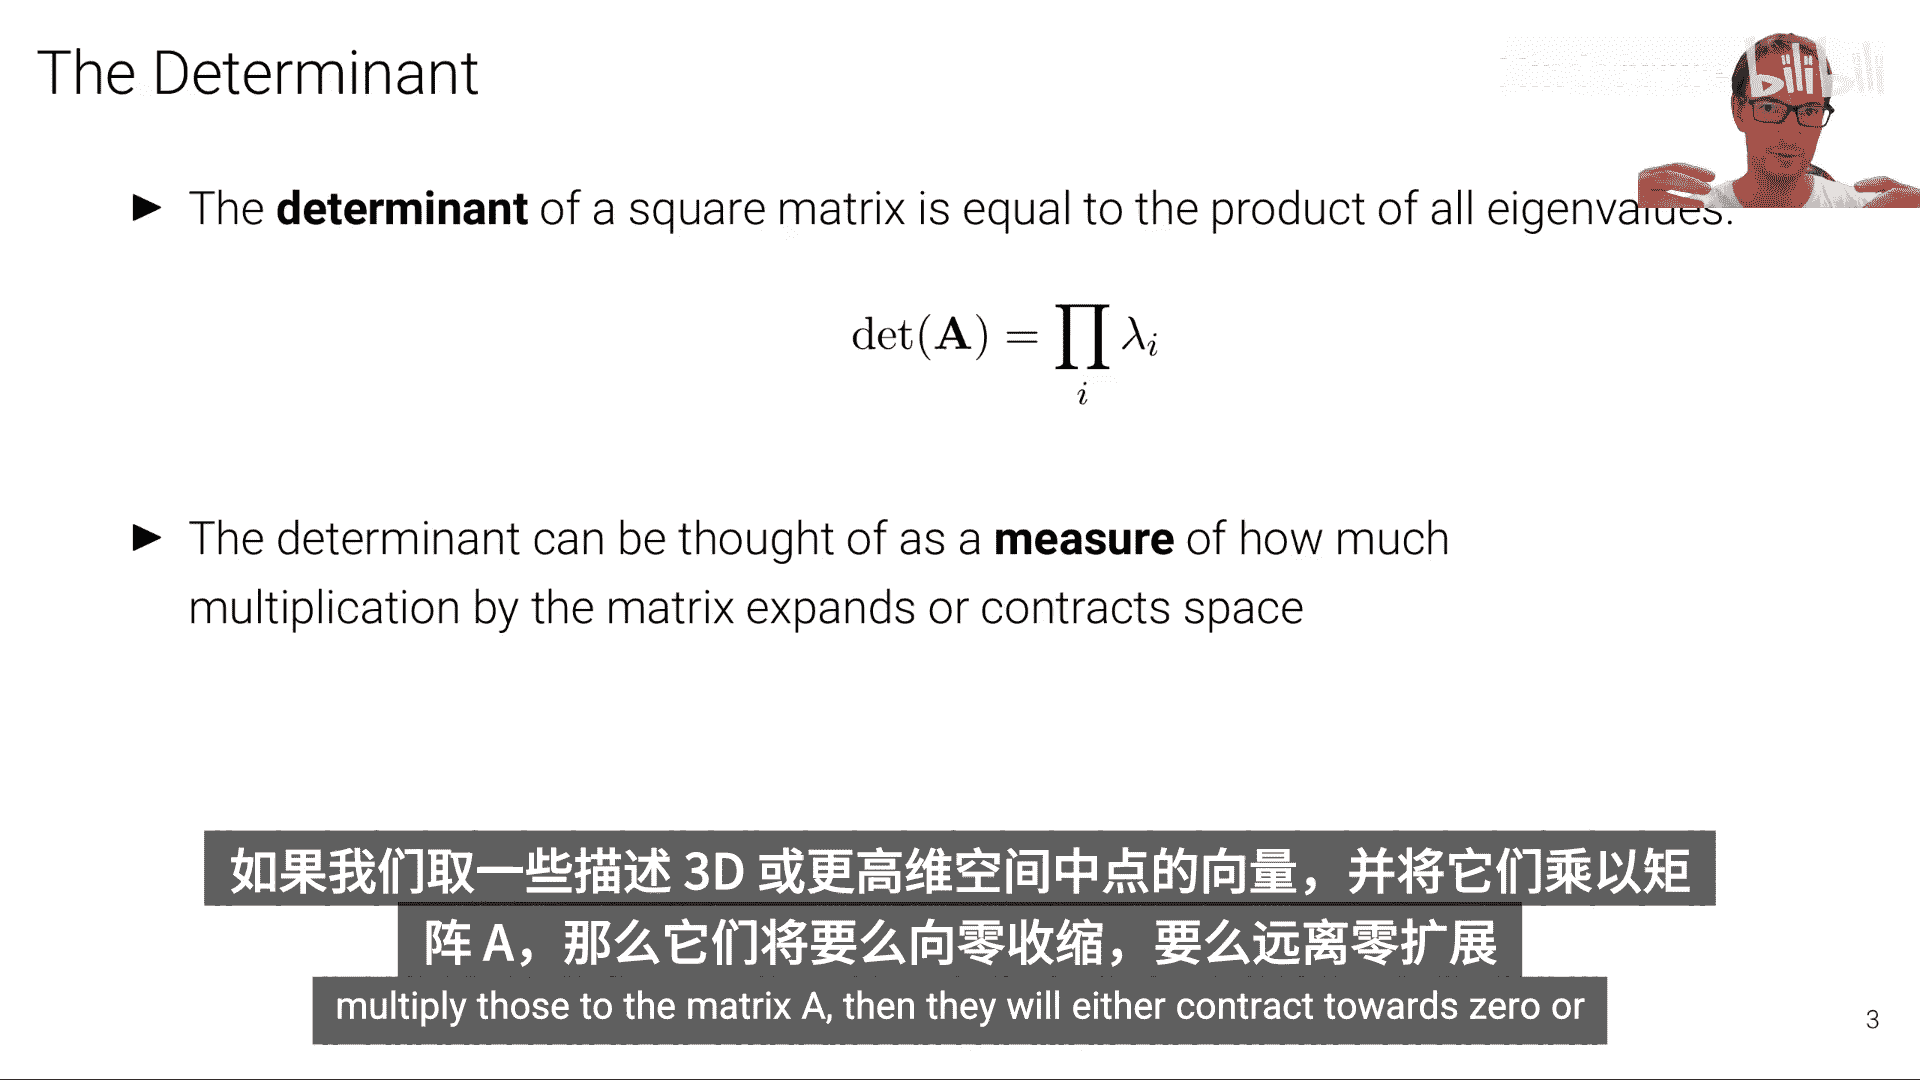 The Determinant
bilibili
► The determinant of a square matrix is equal to the product of all eigenvalues:
det(A) = ∏ λᵢ
i
► The determinant can be thought of as a measure of how much
multiplication by the matrix expands or contracts space
如果我们取一些描述 3D 或更高维空间中点的向量，并将它们乘以矩
阵 A，那么它们将要么向零收缩，要么远离零扩展
multiply those to the matrix A, then they will either contract towards zero or
3